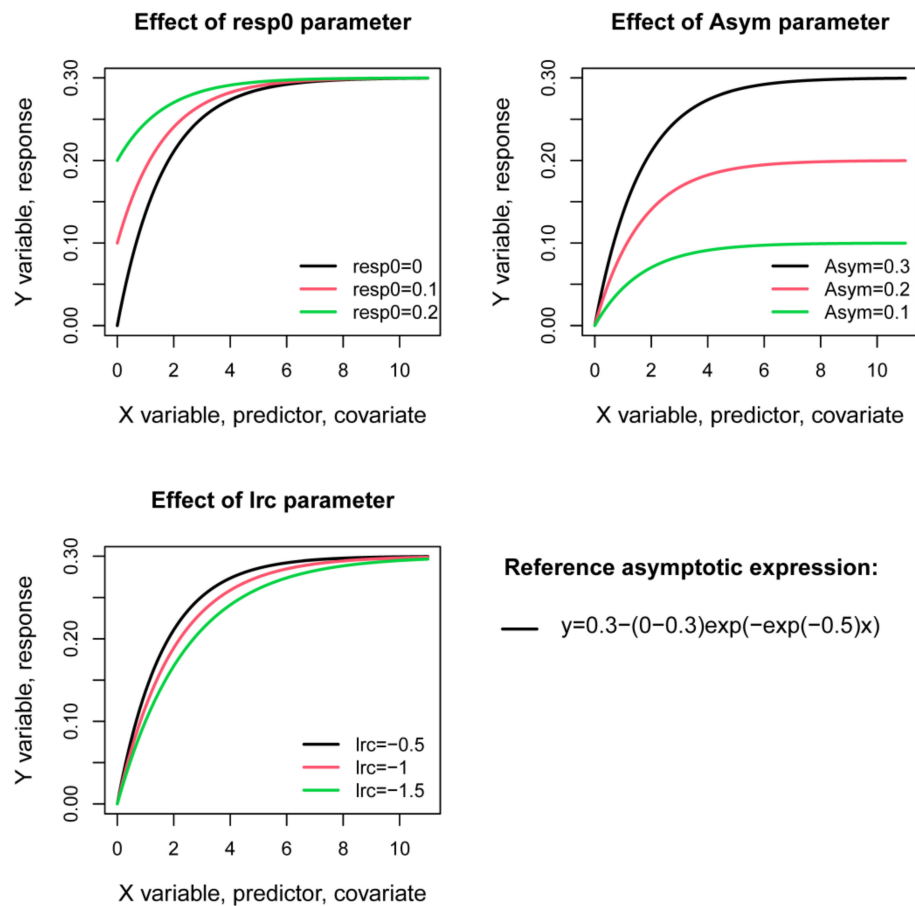 Effect of resp0 parameter
Y variable, response
0.30
0.20
0.10
0.00
resp0=0
resp0=0.1
resp0=0.2
0 2 4 6 8 10
X variable, predictor, covariate
Effect of Asym parameter
Y variable, response
0.30
0.20
0.10
0.00
Asym=0.3
Asym=0.2
Asym=0.1
0 2 4 6 8 10
X variable, predictor, covariate
Effect of lrc parameter
Y variable, response
0.30
0.20
0.10
0.00
lrc=−0.5
lrc=−1
lrc=−1.5
0 2 4 6 8 10
X variable, predictor, covariate
Reference asymptotic expression:
y=0.3−(0−0.3)exp(−exp(−0.5)x)